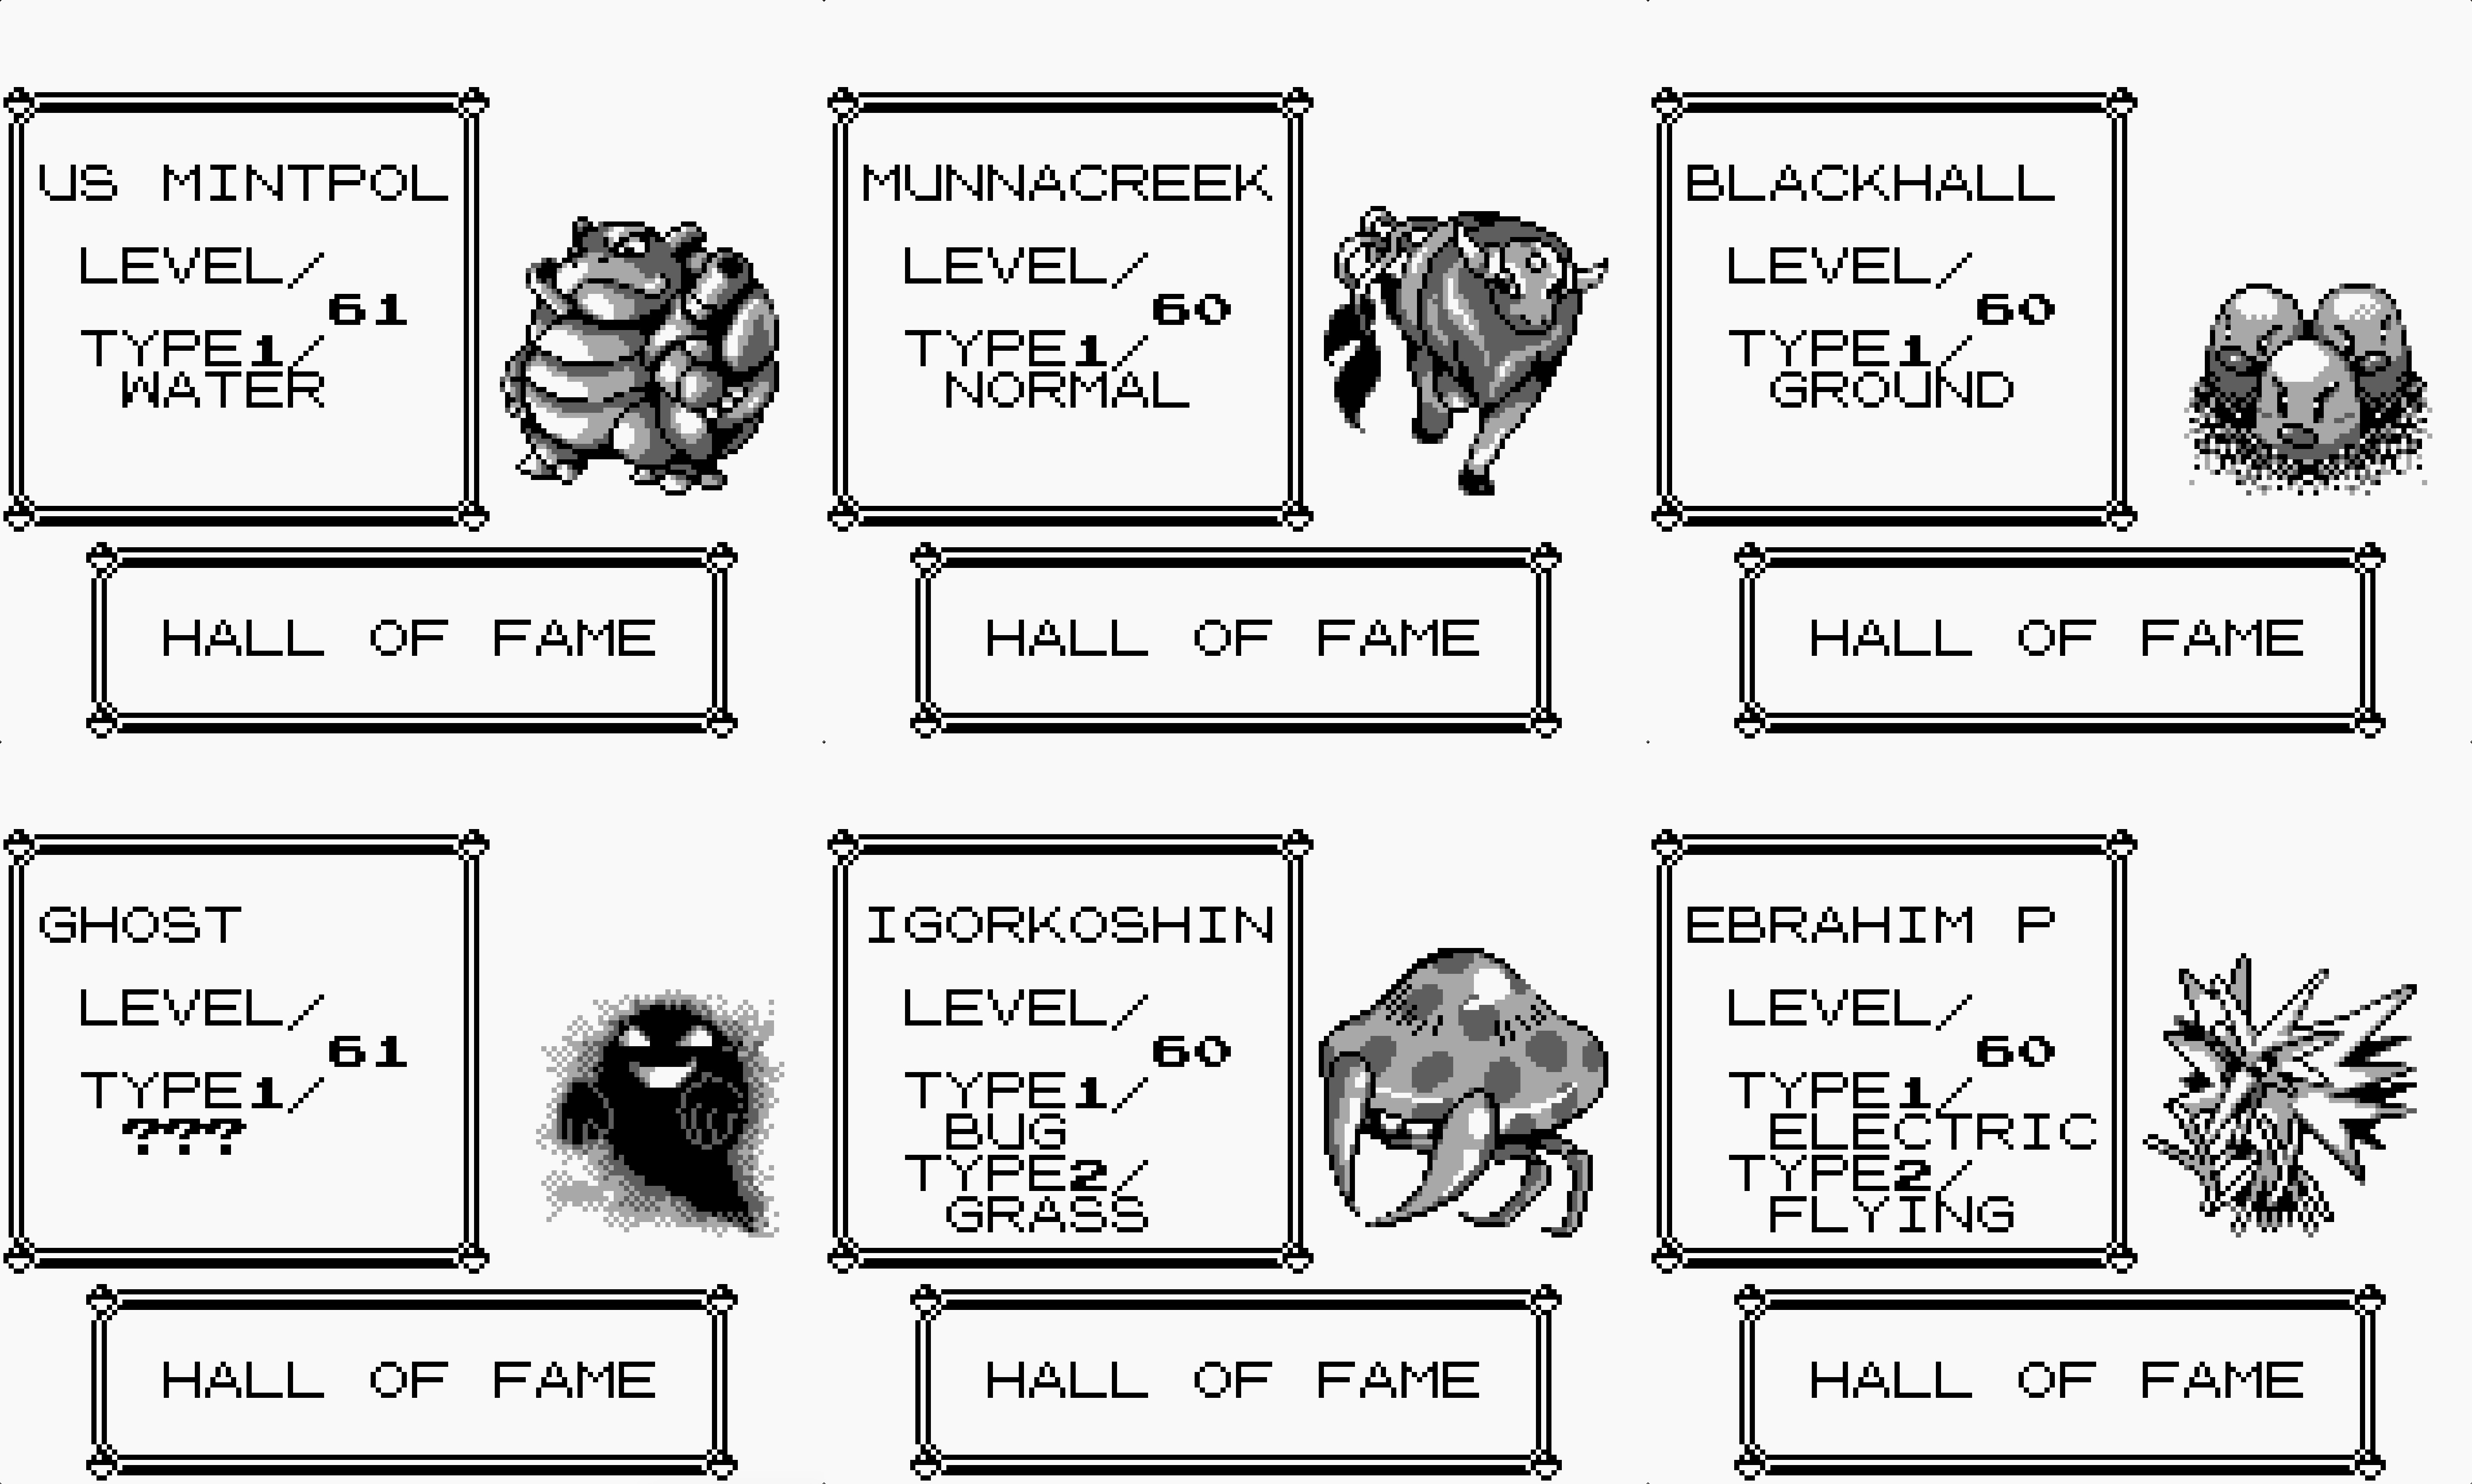 US MINTPOL
LEVEL/
61
TYPE1/
WATER
HALL OF FAME
MUNNACREEK
LEVEL/
60
TYPE1/
NORMAL
HALL OF FAME
BLACKHALL
LEVEL/
60
TYPE1/
GROUND
HALL OF FAME
GHOST
LEVEL/
61
TYPE1/
???
HALL OF FAME
IGORKOSHIN
LEVEL/
60
TYPE1/
BUG
TYPE2/
GRASS
HALL OF FAME
EBRAHIM P
LEVEL/
60
TYPE1/
ELECTRIC
TYPE2/
FLYING
HALL OF FAME